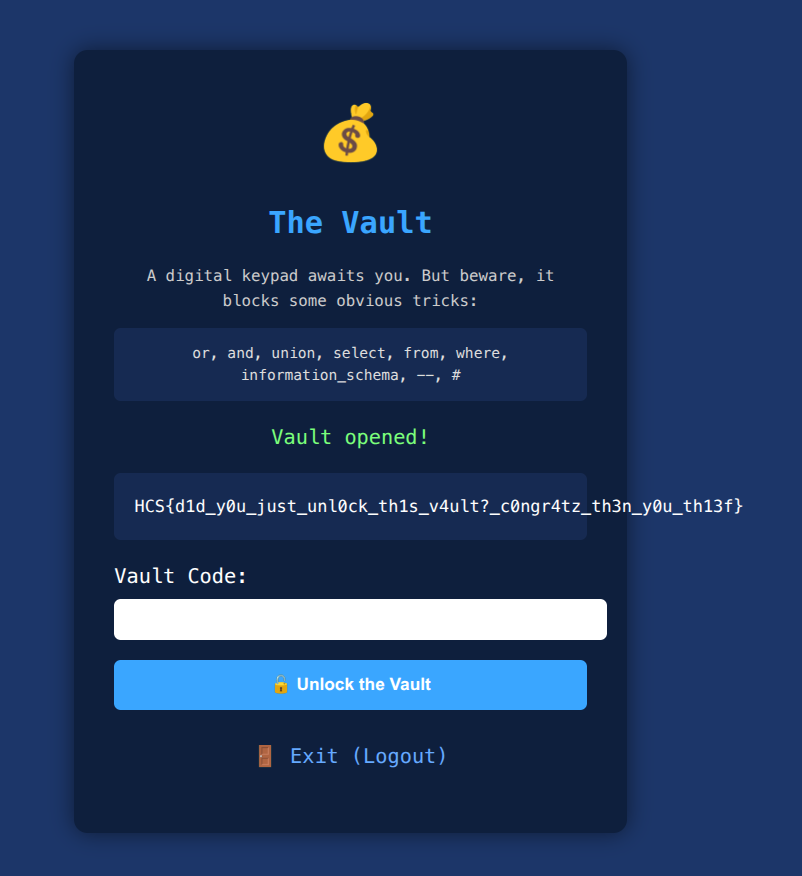 The Vault
A digital keypad awaits you. But beware, it
blocks some obvious tricks:
or, and, union, select, from, where,
information_schema, --, #
Vault opened!
HCS{d1d_y0u_just_unl0ck_th1s_v4ult?_c0ngr4tz_th3n_y0u_th13f}
Vault Code:
🔓 Unlock the Vault
🚪 Exit (Logout)